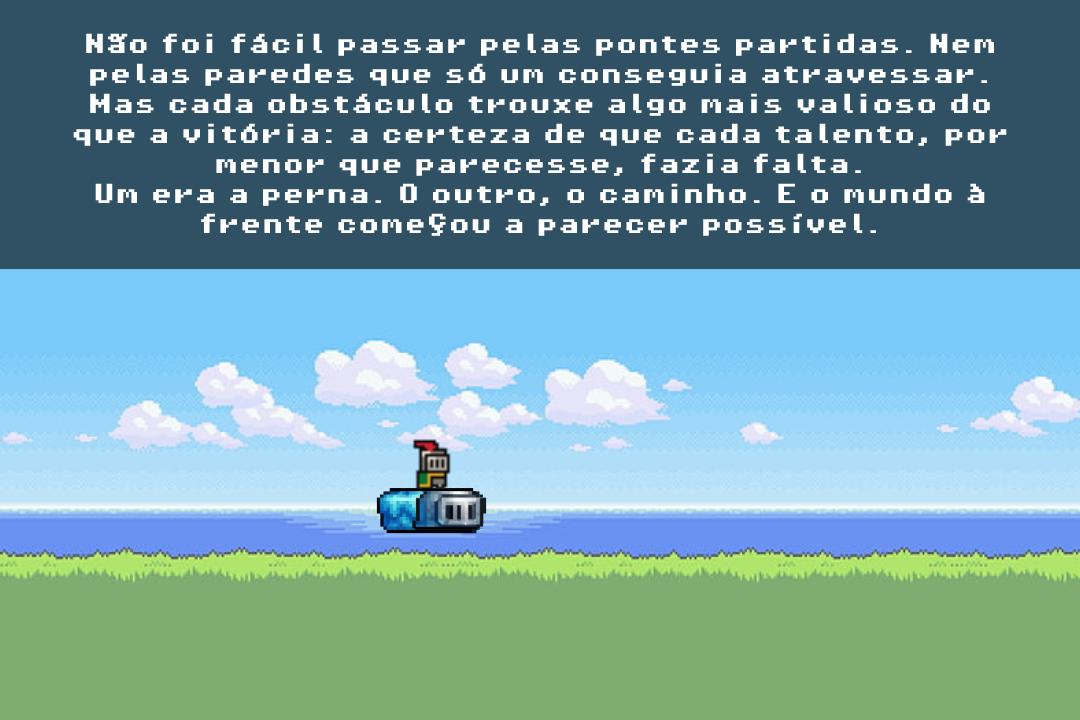 Não foi fácil passar pelas pontes partidas. Nem
pelas paredes que só um conseguia atravessar.
Mas cada obstáculo trouxe algo mais valioso do
que a vitória: a certeza de que cada talento, por
menor que parecesse, fazia falta.
Um era a perna. O outro, o caminho. E o mundo à
frente começou a parecer possível.